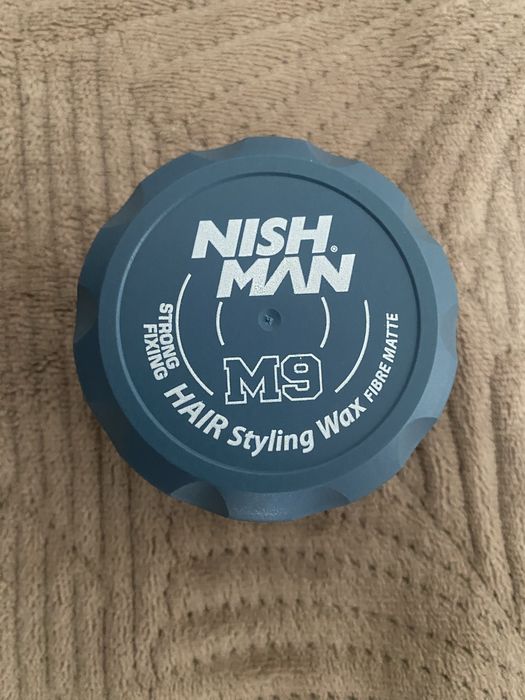 NISH
MAN®
M9
STRONG
FIXING
HAIR Styling Wax
FIBRE MATTE